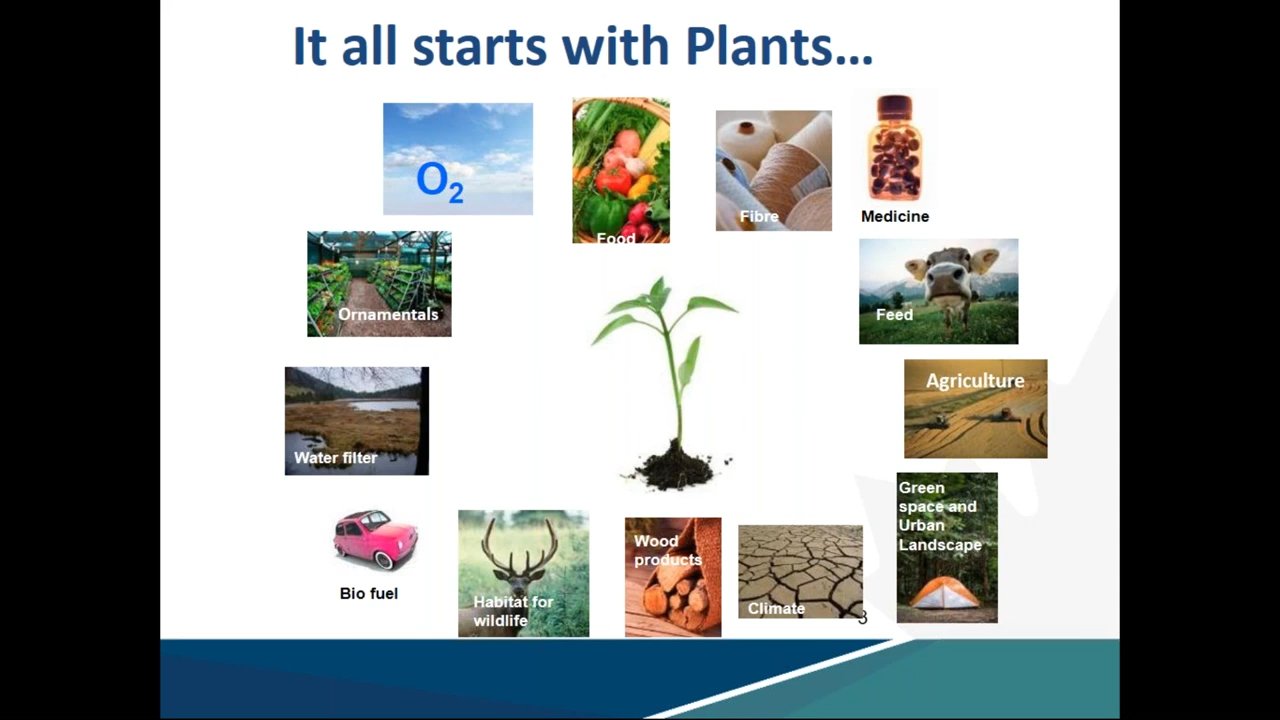 It all starts with Plants...
O2
Food
Fibre
Medicine
Ornamentals
Feed
Agriculture
Water filter
Green
space and
Urban
Landscape
Bio fuel
Habitat for
wildlife
Wood
products
Climate
3